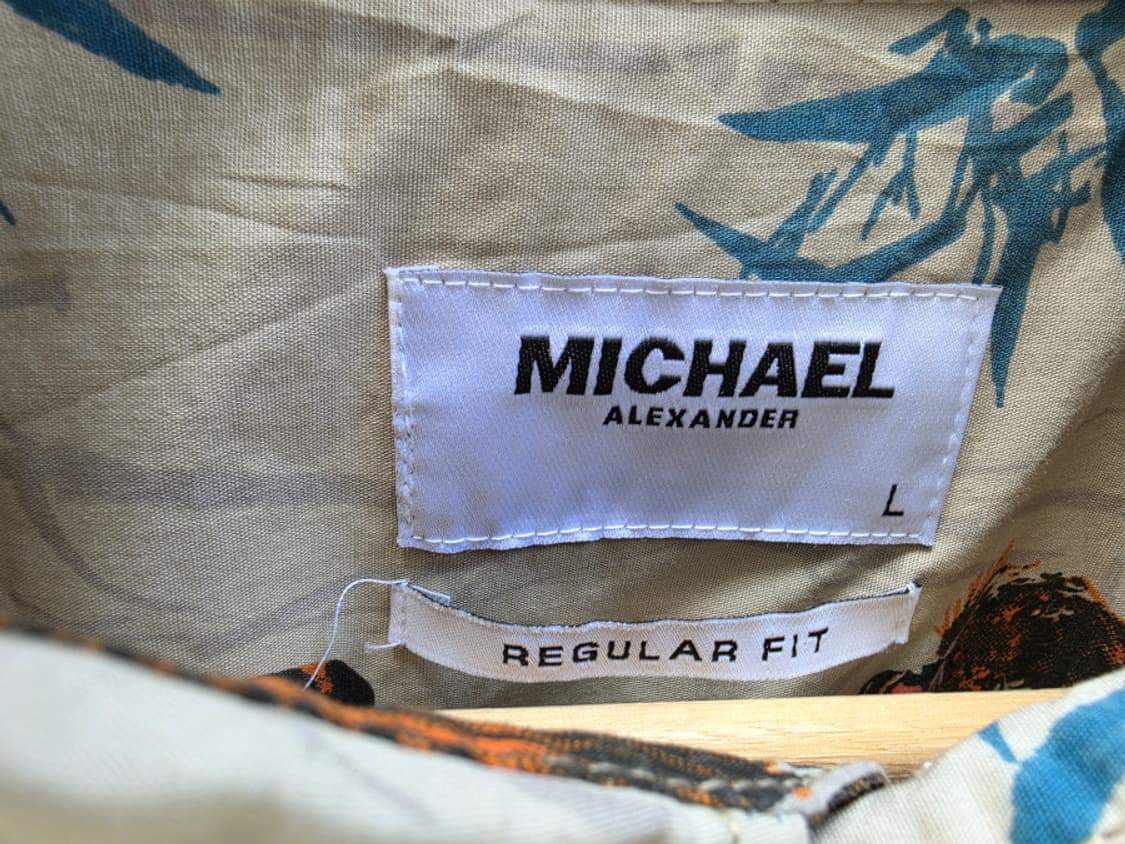 MICHAEL
ALEXANDER
L
REGULAR FIT